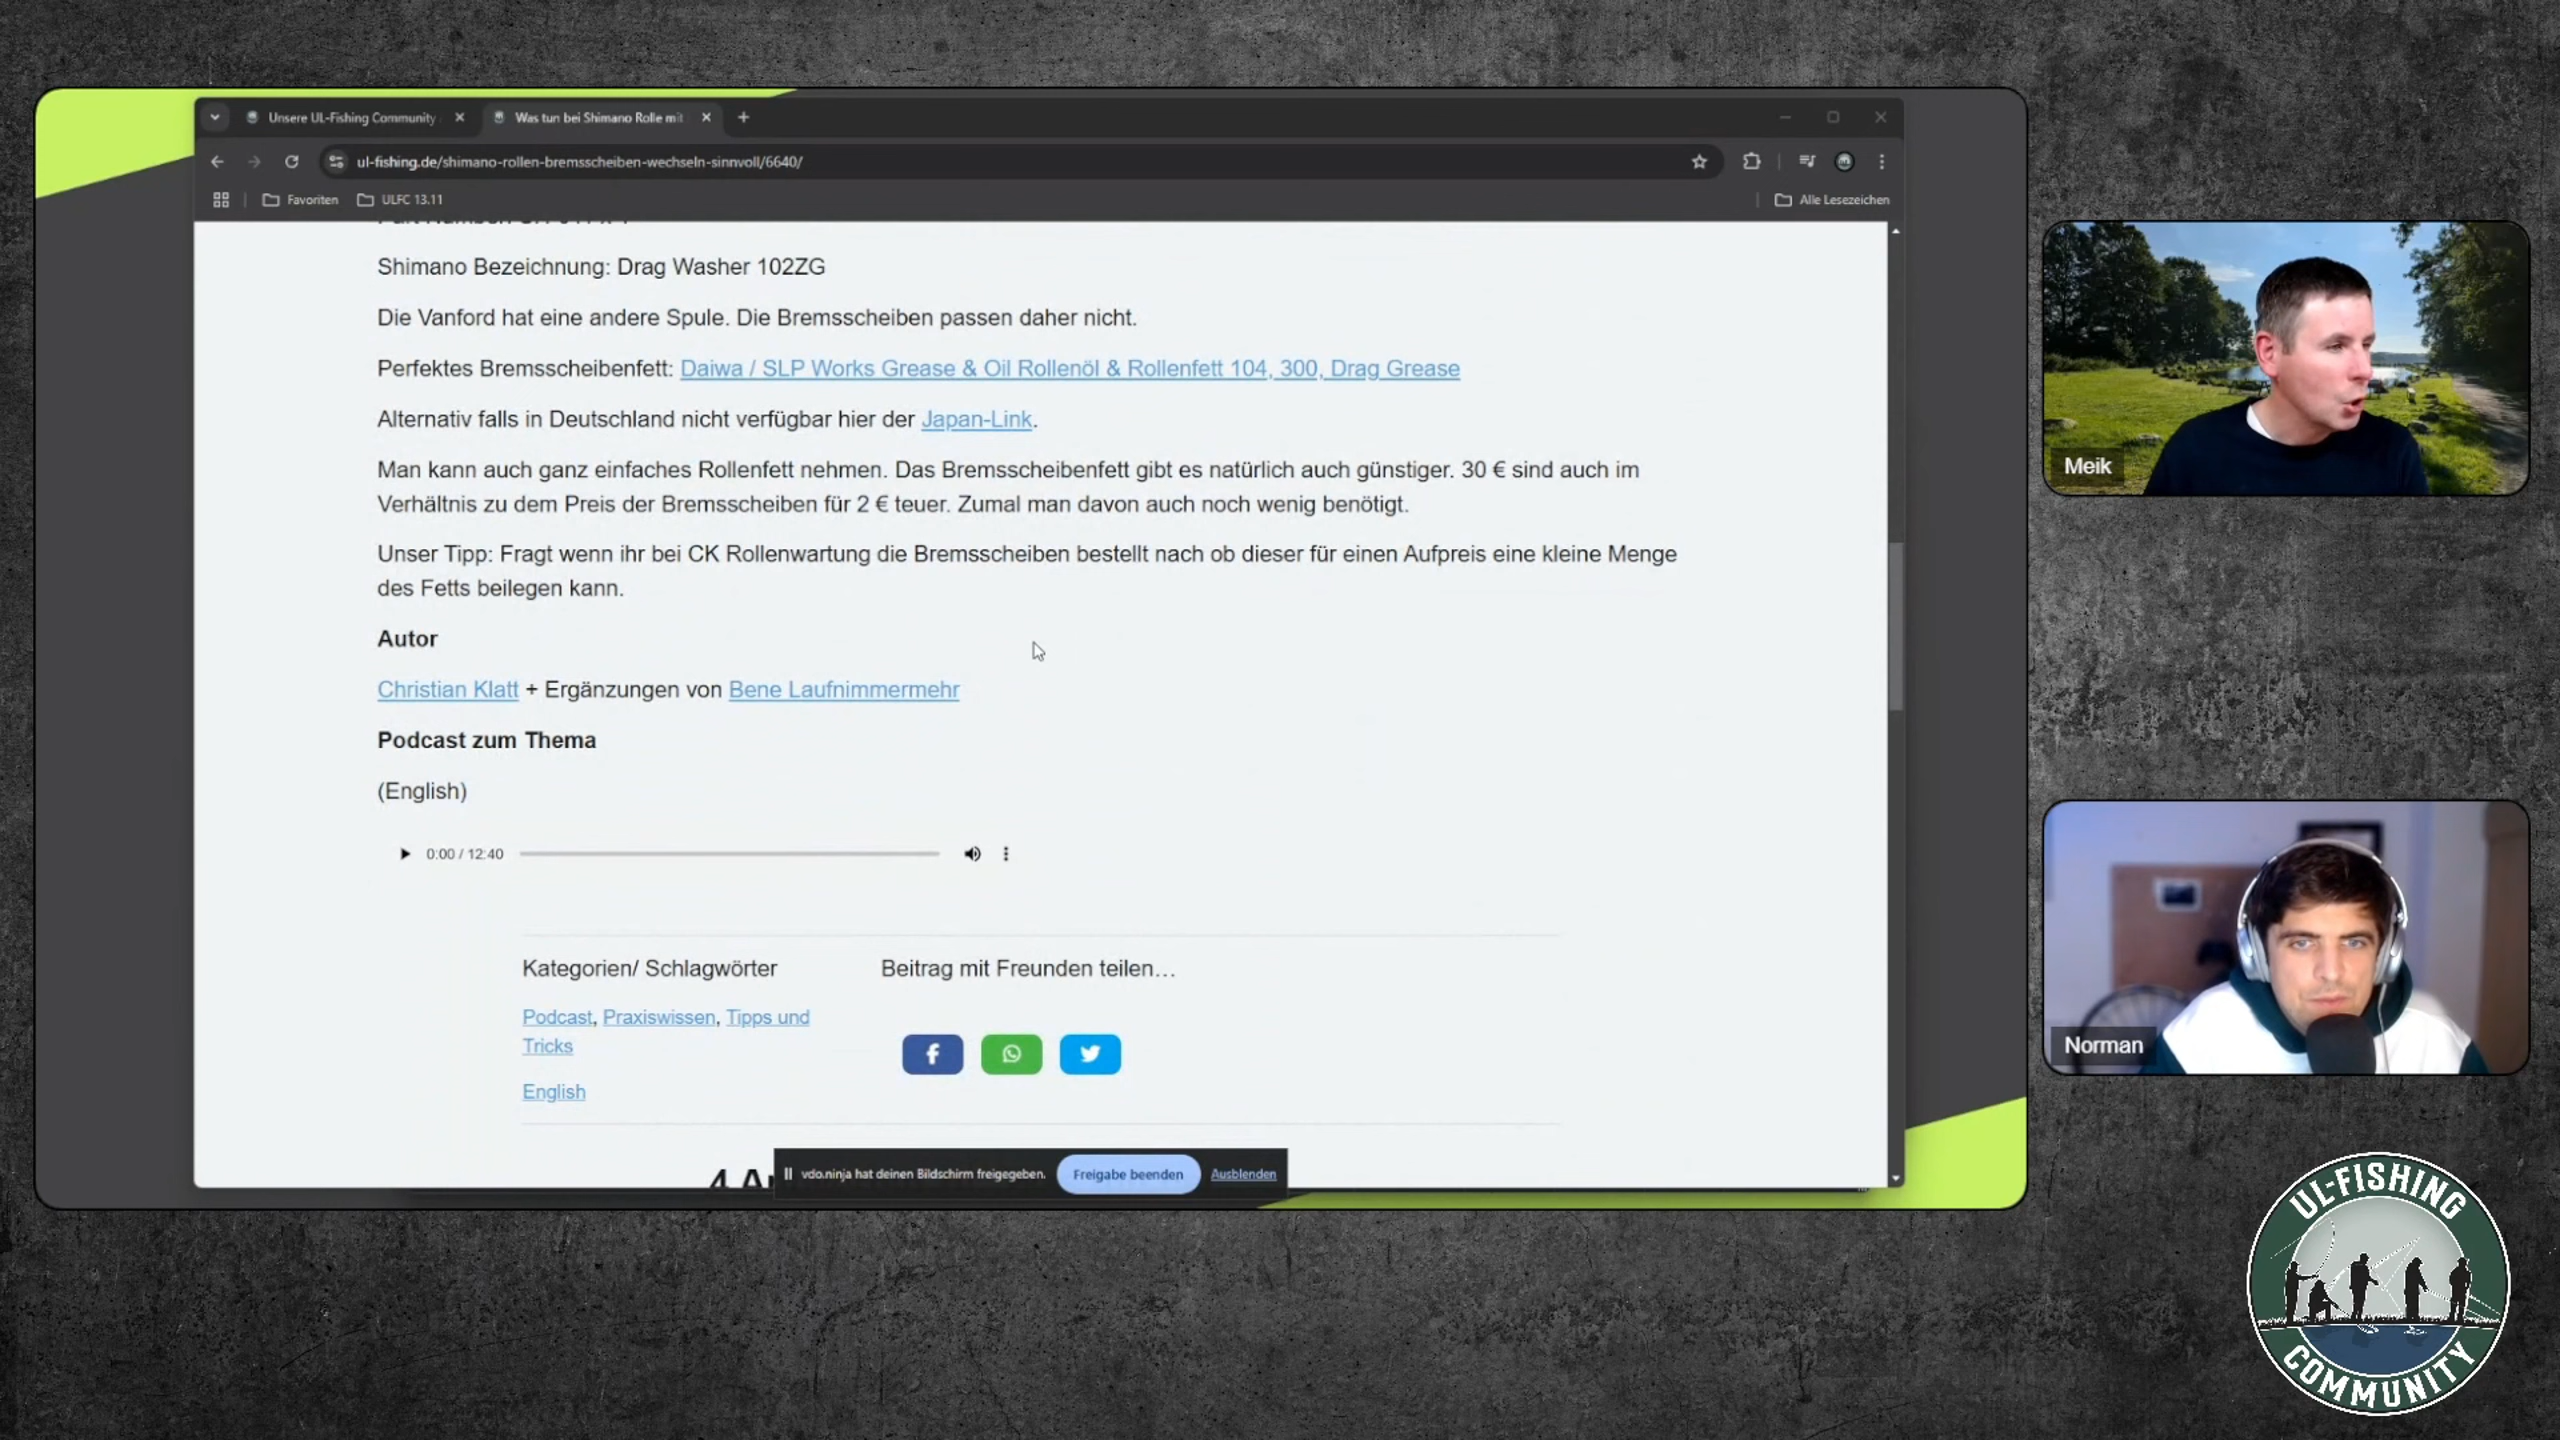 Unsere UL-Fishing Community
Was tun bei Shimano Rolle mit
ul-fishing.de/shimano-rollen-bremsscheiben-wechseln-sinnvoll/6640/
Favoriten
ULFC 13.11
Alle Lesezeichen
Shimano Bezeichnung: Drag Washer 102ZG
Die Vanford hat eine andere Spule. Die Bremsscheiben passen daher nicht.
Perfektes Bremsscheibenfett: Daiwa / SLP Works Grease & Oil Rollenöl & Rollenfett 104, 300, Drag Grease
Alternativ falls in Deutschland nicht verfügbar hier der Japan-Link.
Man kann auch ganz einfaches Rollenfett nehmen. Das Bremsscheibenfett gibt es natürlich auch günstiger. 30 € sind auch im
Verhältnis zu dem Preis der Bremsscheiben für 2 € teuer. Zumal man davon auch noch wenig benötigt.
Unser Tipp: Fragt wenn ihr bei CK Rollenwartung die Bremsscheiben bestellt nach ob dieser für einen Aufpreis eine kleine Menge
des Fetts beilegen kann.
Autor
Christian Klatt + Ergänzungen von Bene Laufnimmermehr
Podcast zum Thema
(English)
0:00 / 12:40
Kategorien/ Schlagwörter
Beitrag mit Freunden teilen…
Podcast, Praxiswissen, Tipps und
Tricks
English
vdo.ninja hat deinen Bildschirm freigegeben.
Freigabe beenden
Ausblenden
Meik
Norman
UL-FISHING
COMMUNITY